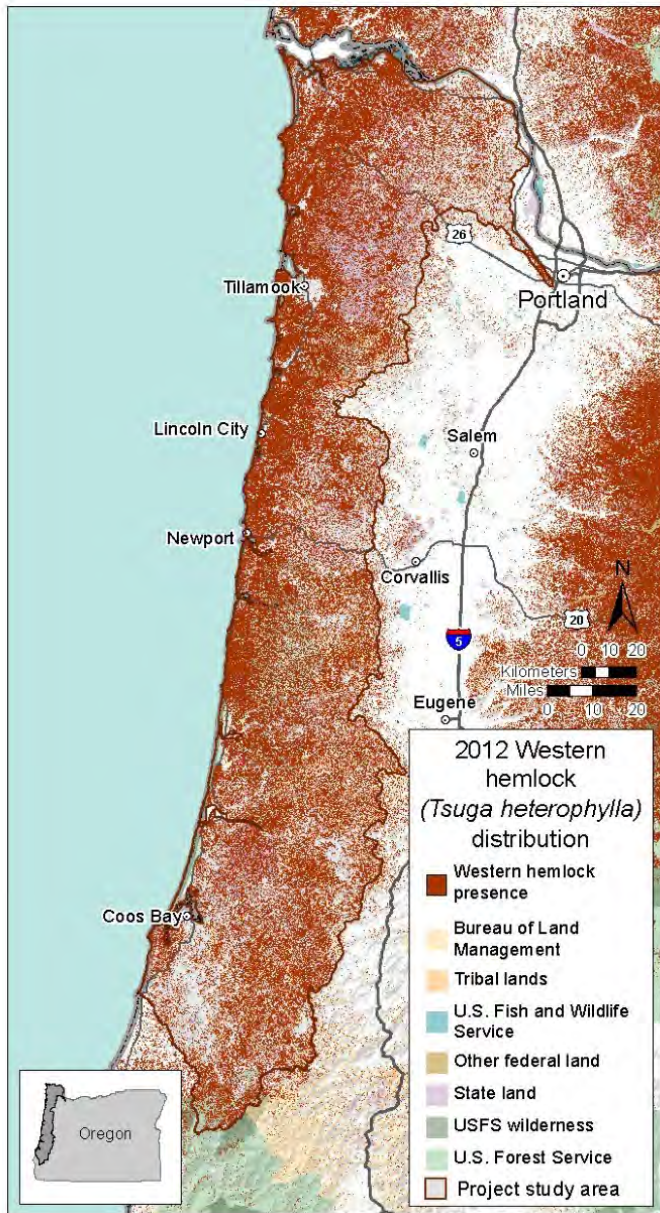 26
Tillamook
Portland
Lincoln City
Salem
Newport
Corvallis
N
20
5
0 10 20
Kilometers
Miles
0 10 20
Eugene
Coos Bay
2012 Western
hemlock
(Tsuga heterophylla)
distribution
Western hemlock
presence
Bureau of Land
Management
Tribal lands
U.S. Fish and Wildlife
Service
Other federal land
State land
USFS wilderness
U.S. Forest Service
Project study area
Oregon